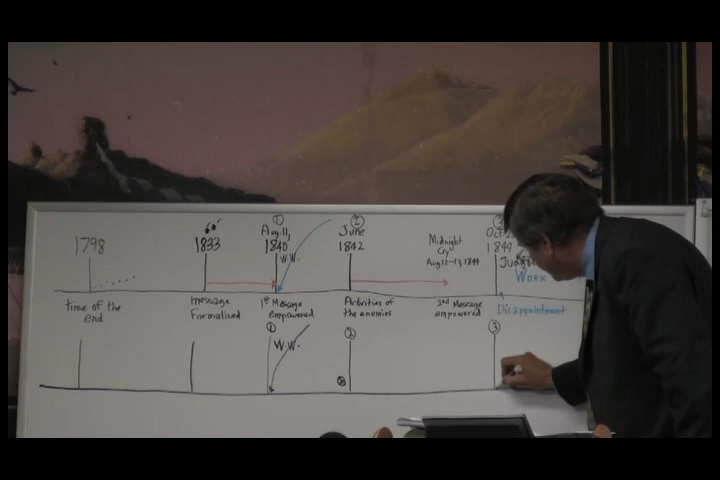 1798
1833
①
Aug. 11,
1840
W.W.
②
June
1842
Midnight
Cry
Aug 12-17, 1844
③
Oct.
1844
Work
time of the
end
message
Formalized
1st Message
empowered
Activities of
the enemies
2nd Message
empowered
Disappointment
①
W.W.
②
③